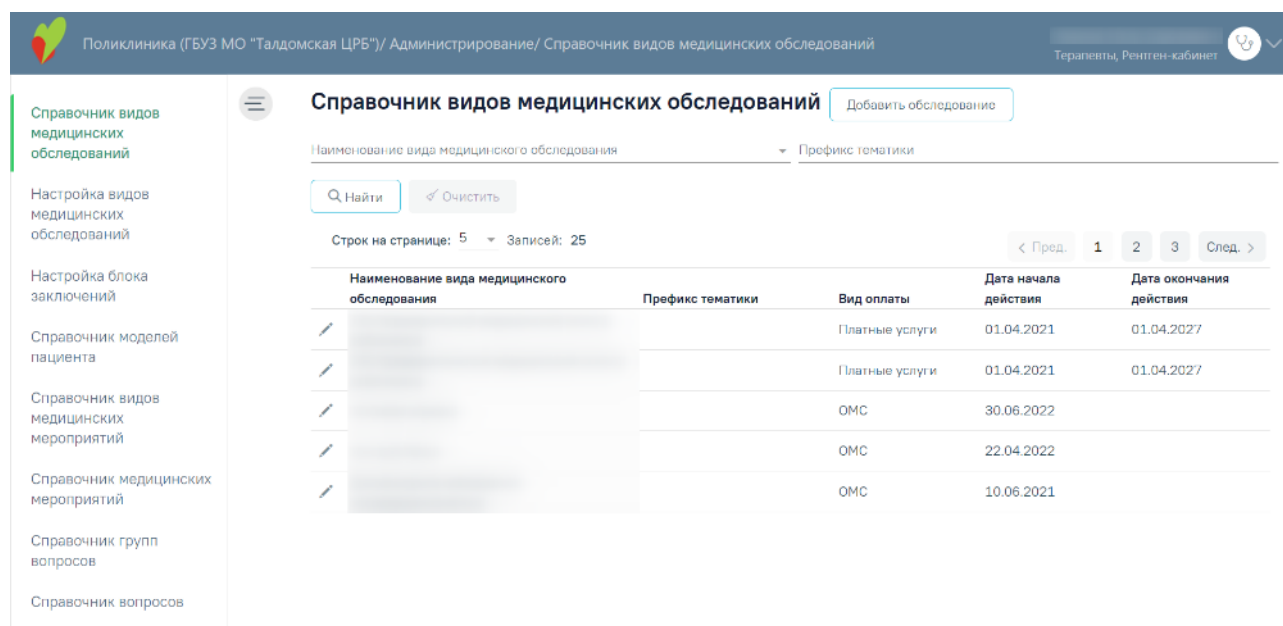 Поликлиника (ГБУЗ МО "Талдомская ЦРБ")/ Администрирование/ Справочник видов медицинских обследований
Терапевты, Рентген-кабинет
Справочник видов
медицинских
обследований
Настройка видов
медицинских
обследований
Настройка блока
заключений
Справочник моделей
пациента
Справочник видов
медицинских
мероприятий
Справочник медицинских
мероприятий
Справочник групп
вопросов
Справочник вопросов
Справочник видов медицинских обследований
Добавить обследование
Наименование вида медицинского обследования
Префикс тематики
Найти
Очистить
Строк на странице: 5 Записей: 25
< Пред. 1 2 3 След. >
Наименование вида медицинского
обследования
Префикс тематики
Вид оплаты
Дата начала
действия
Дата окончания
действия
Платные услуги 01.04.2021 01.04.2027
Платные услуги 01.04.2021 01.04.2027
ОМС 30.06.2022
ОМС 22.04.2022
ОМС 10.06.2021